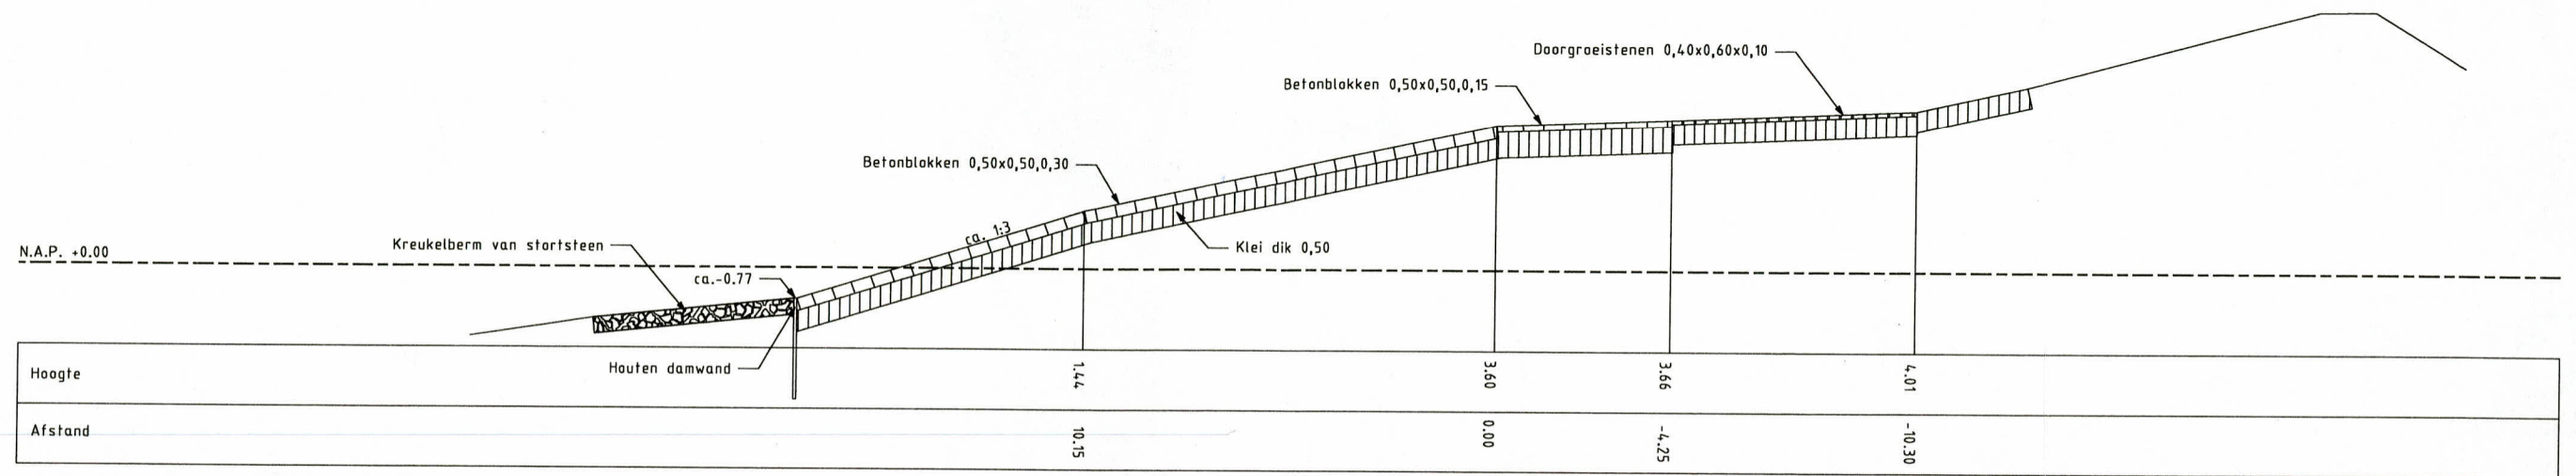 Doorgroeistenen 0,40x0,60x0,10
Betonblokken 0,50x0,50,0,15
Betonblokken 0,50x0,50,0,30
ca. 1:3
Kreukelberm van stortsteen
Klei dik 0,50
N.A.P. +0.00
ca.-0.77
Houten damwand
Hoogte
1.44
3.60
3.66
4.01
Afstand
10.15
0.00
-4.25
-10.30